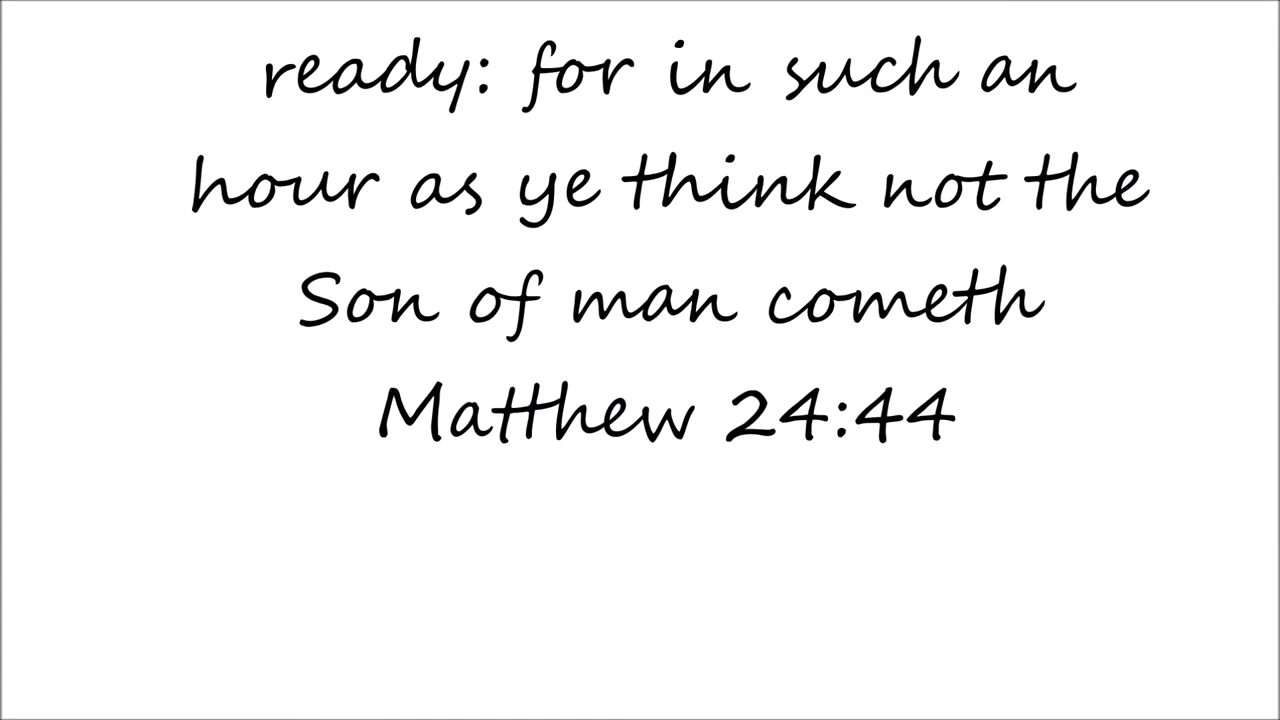 ready: for in such an
hour as ye think not the
Son of man cometh
Matthew 24:44